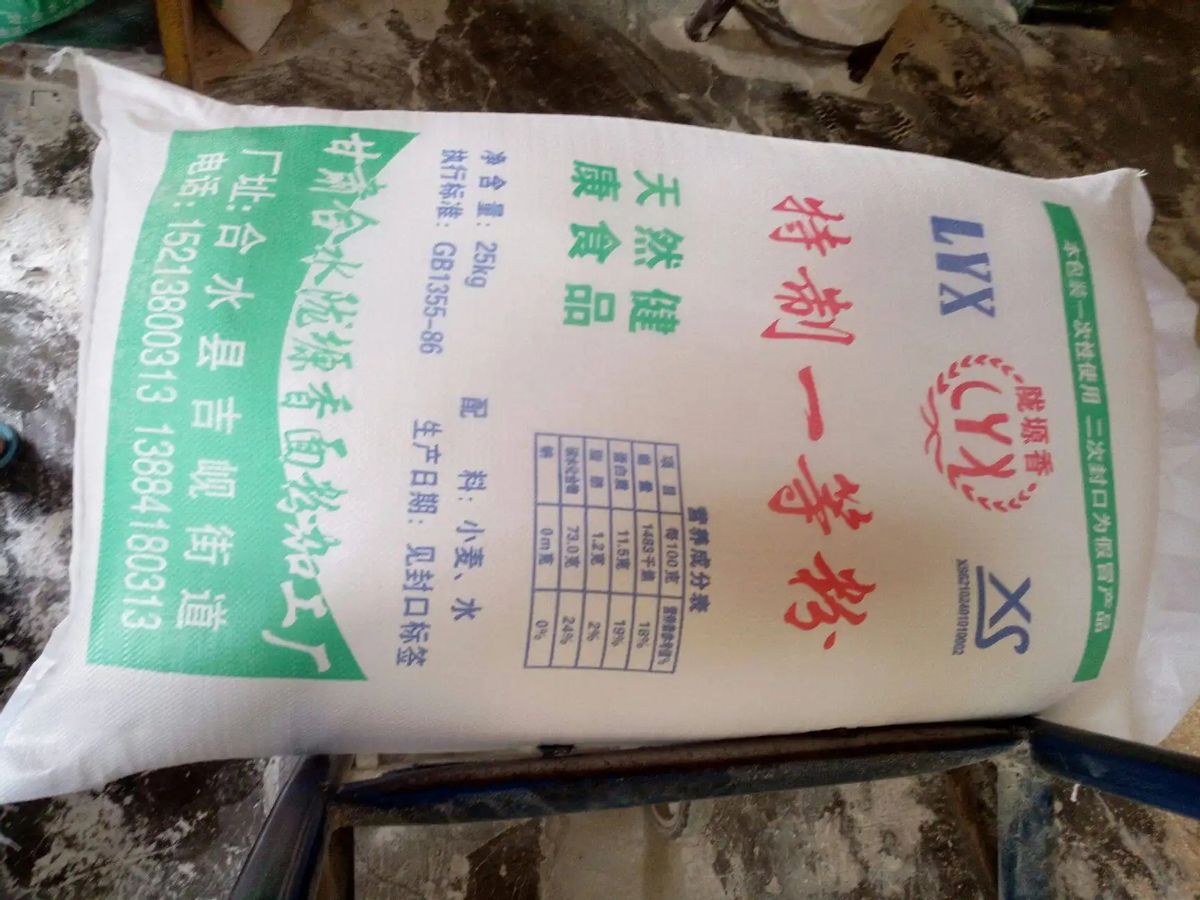 本包装一次性使用 二次封口为假冒产品
LYX
陇塬香
LYX
XS
XS62102401010002
特制一等粉
天然健
康食品
营养成分表
项目 每100克 营养素参考值%
能量 1483千焦 18%
蛋白质 11.5克 19%
脂肪 1.2克 2%
碳水化合物 73.0克 24%
钠 0m克 0%
净含量:25kg 配料:小麦、水
执行标准:GB1355-86 生产日期:见封口标签
甘肃合水陇塬香面粉加工厂
厂址:合水县吉岘街道
电话:15213800313 13884180313